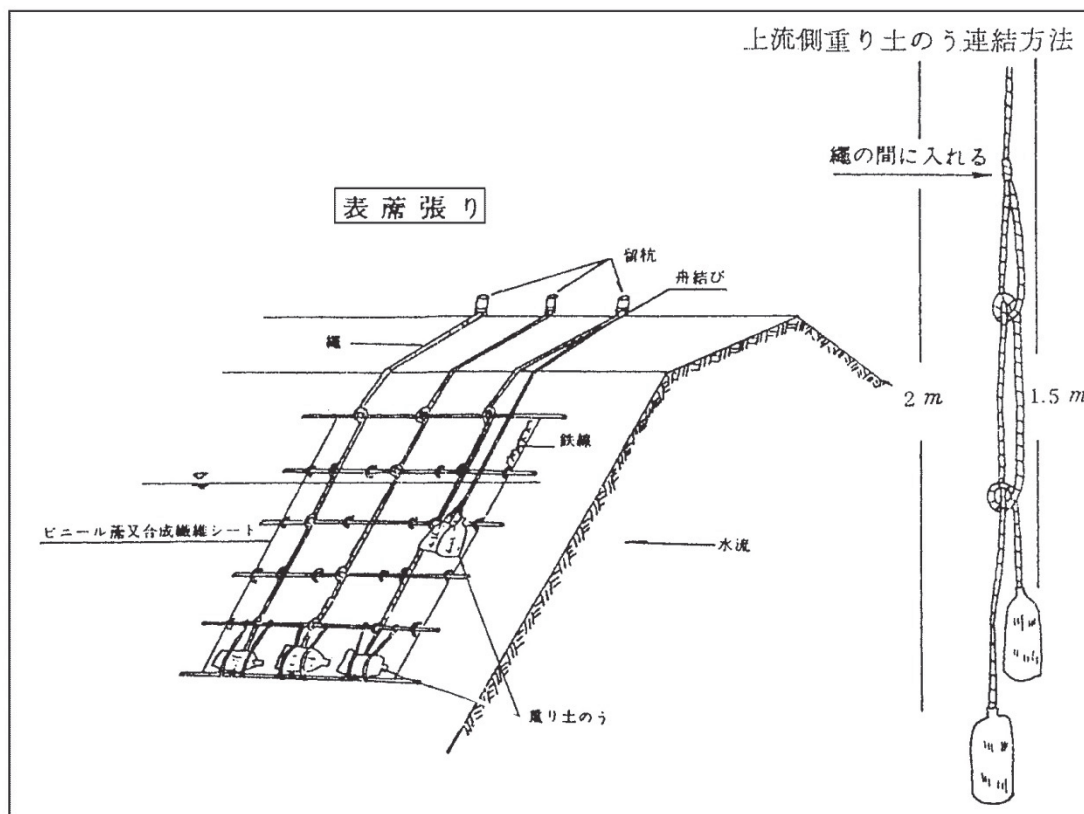 上流側重り土のう連結方法
縄の間に入れる
表蓆張り
留杭
舟結び
縄
2 m
1.5 m
鉄線
ビニール蓆又合成繊維シート
水流
重り土のう